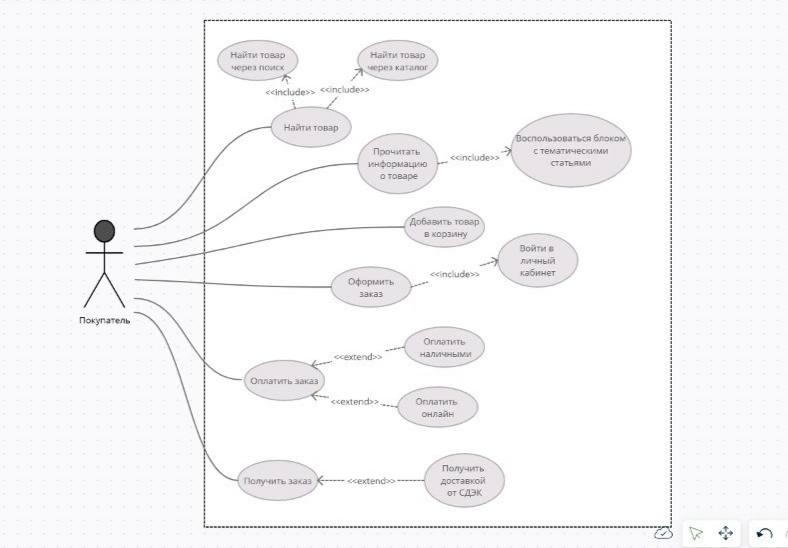 Найти товар
через поиск
Найти товар
через каталог
<<include>>
<<include>>
Найти товар
Прочитать
информацию
о товаре
<<include>>
Воспользоваться блоком
с тематическими
статьями
Добавить товар
в корзину
Войти в
личный
кабинет
<<include>>
Оформить
заказ
Покупатель
Оплатить
наличными
<<extend>>
Оплатить заказ
<<extend>>
Оплатить
онлайн
Получить заказ
<<extend>>
Получить
доставкой
от СДЭК